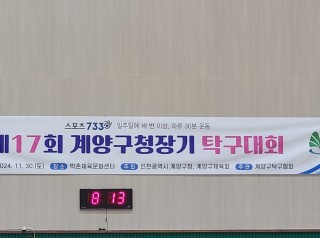 스포츠733 일주일에 세 번 이상, 하루 30분 운동
제17회 계양구청장기 탁구대회
2024. 11. 30.(토) 장소 박촌체육문화센터 주최 인천광역시 계양구청, 계양구체육회 주관 계양구탁구협회
8 13